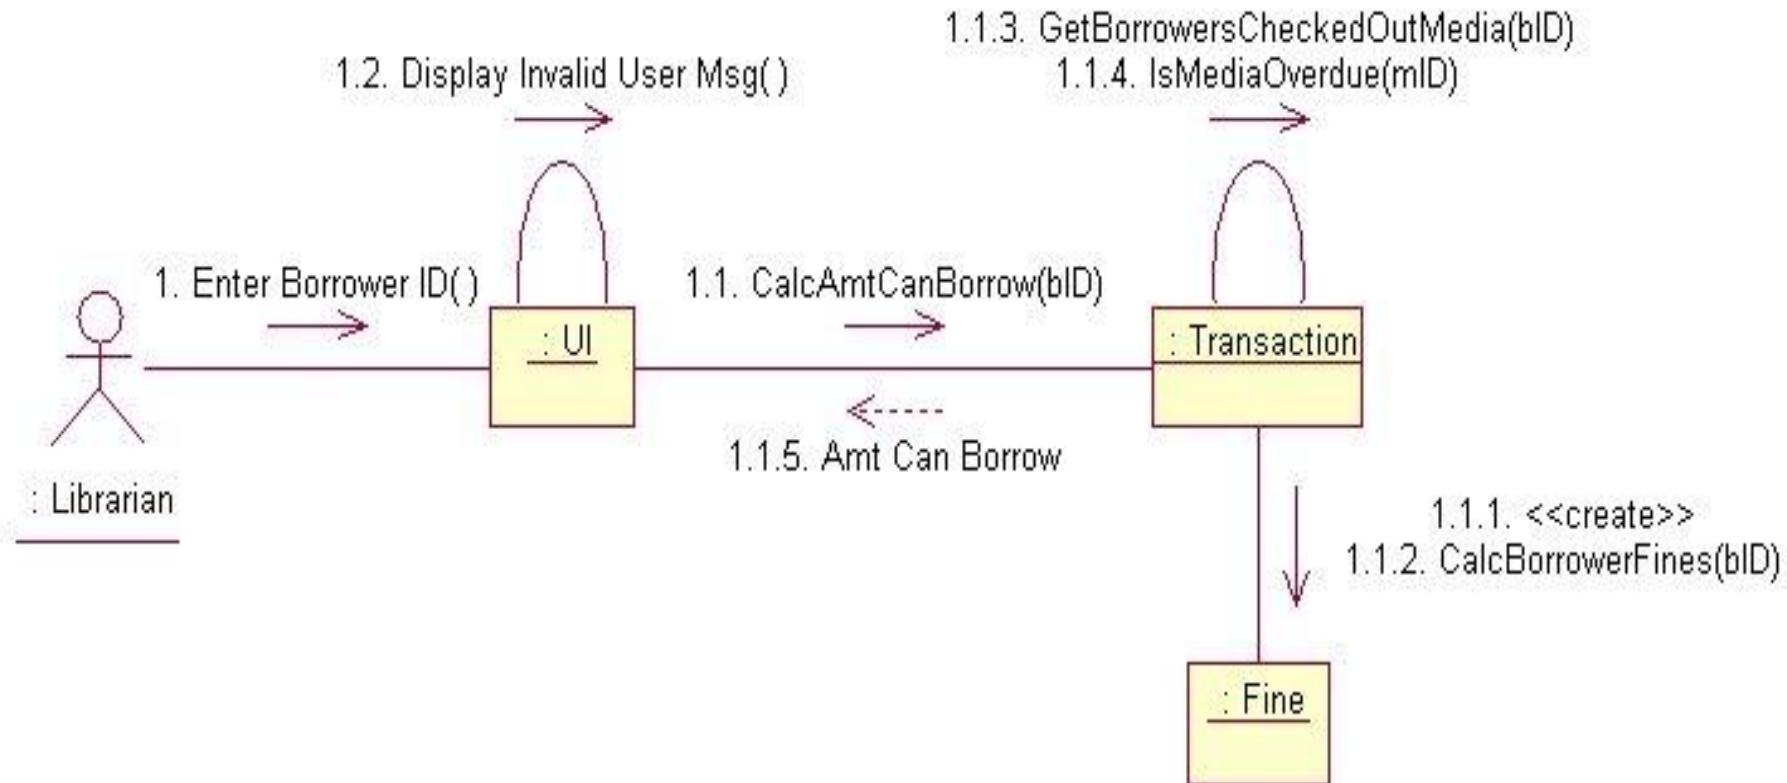 1.1.3. GetBorrowersCheckedOutMedia(bID)
1.2. Display Invalid User Msg( )
1.1.4. IsMediaOverdue(mID)
1. Enter Borrower ID( )
1.1. CalcAmtCanBorrow(bID)
: UI
: Transaction
1.1.5. Amt Can Borrow
: Librarian
1.1.1. <<create>>
1.1.2. CalcBorrowerFines(bID)
: Fine